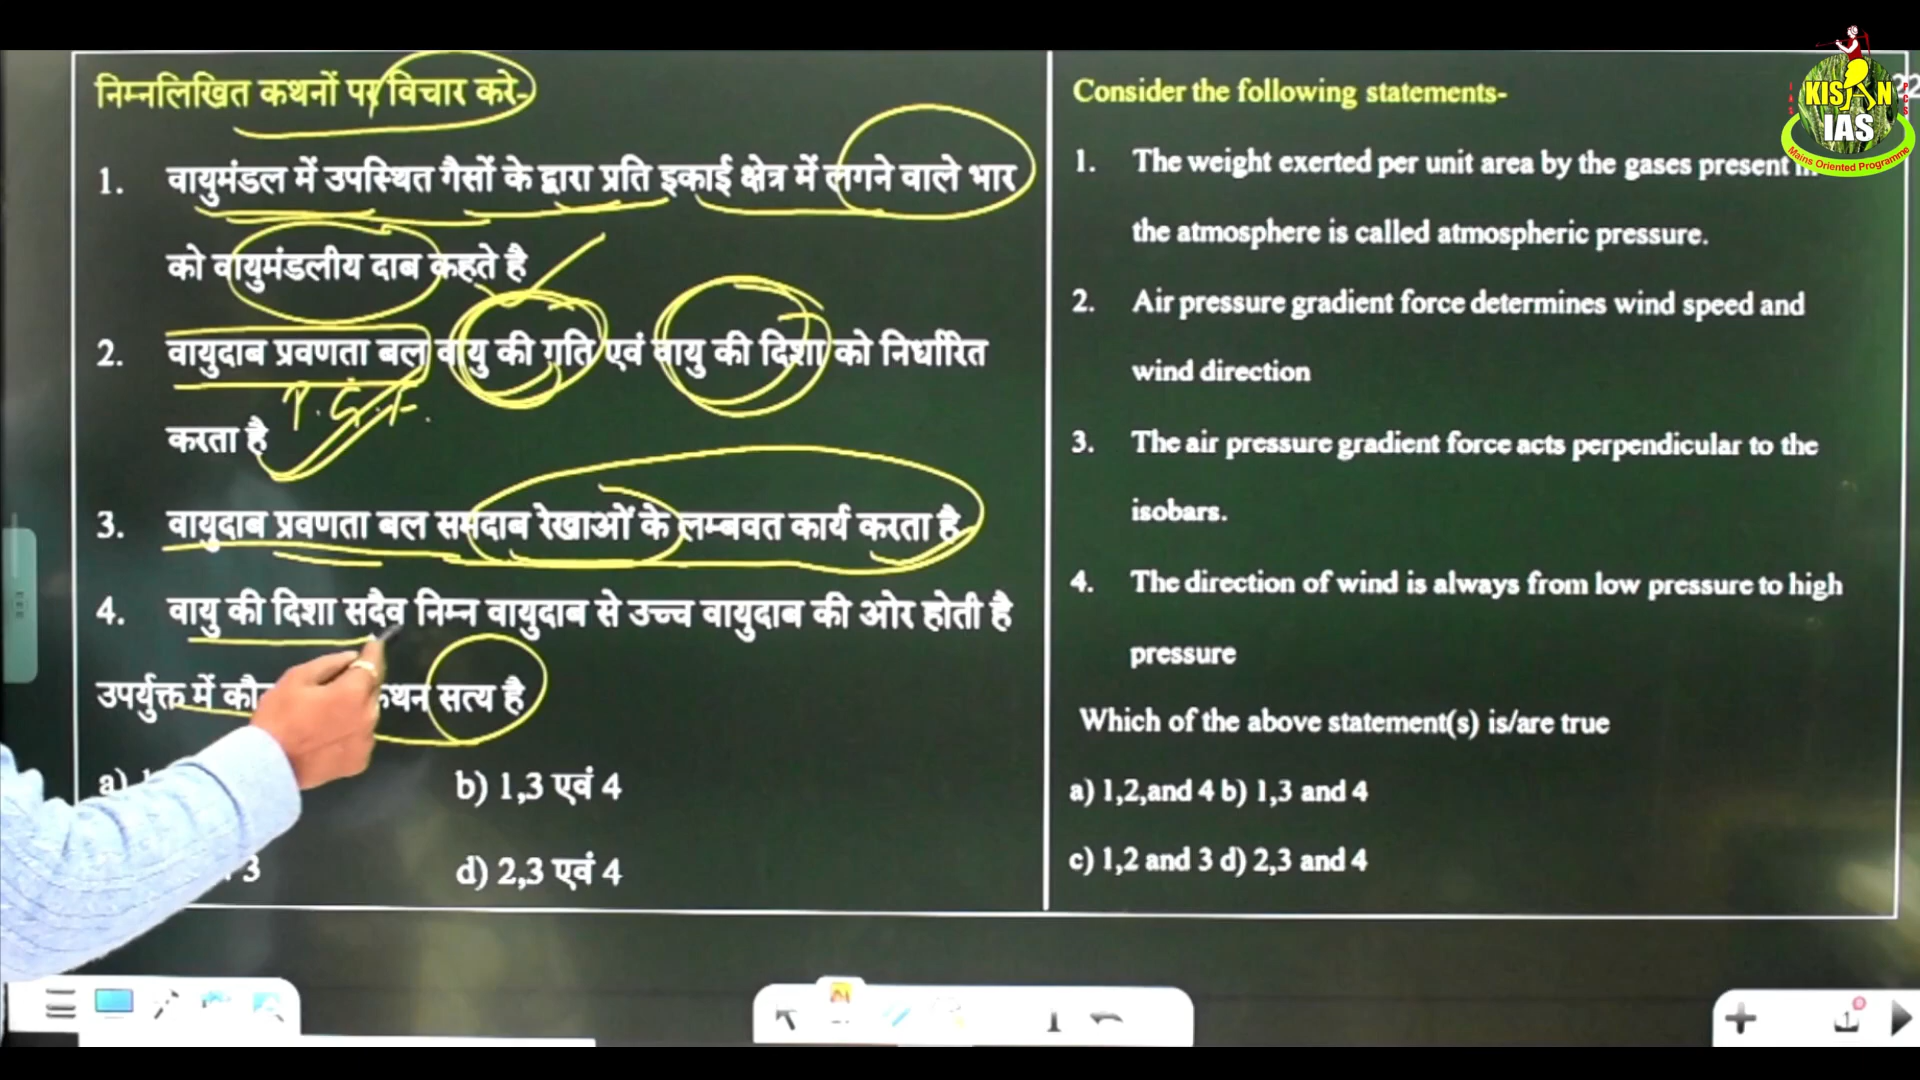 निम्नलिखित कथनों पर विचार करे-
1. वायुमंडल में उपस्थित गैसों के द्वारा प्रति इकाई क्षेत्र में लगने वाले भार
को वायुमंडलीय दाब कहते है
2. वायुदाब प्रवणता बल वायु की गति एवं वायु की दिशा को निर्धारित
P.G.F.
करता है
3. वायुदाब प्रवणता बल समदाब रेखाओं के लम्बवत कार्य करता है
4. वायु की दिशा सदैव निम्न वायुदाब से उच्च वायुदाब की ओर होती है
उपर्युक्त में कथन सत्य है
a) b) 1,3 एवं 4
3 d) 2,3 एवं 4
Consider the following statements-
1. The weight exerted per unit area by the gases present
the atmosphere is called atmospheric pressure.
2. Air pressure gradient force determines wind speed and
wind direction
3. The air pressure gradient force acts perpendicular to the
isobars.
4. The direction of wind is always from low pressure to high
pressure
Which of the above statement(s) is/are true
a) 1,2,and 4 b) 1,3 and 4
c) 1,2 and 3 d) 2,3 and 4
22
KISAN
IAS
Mains Oriented Programme